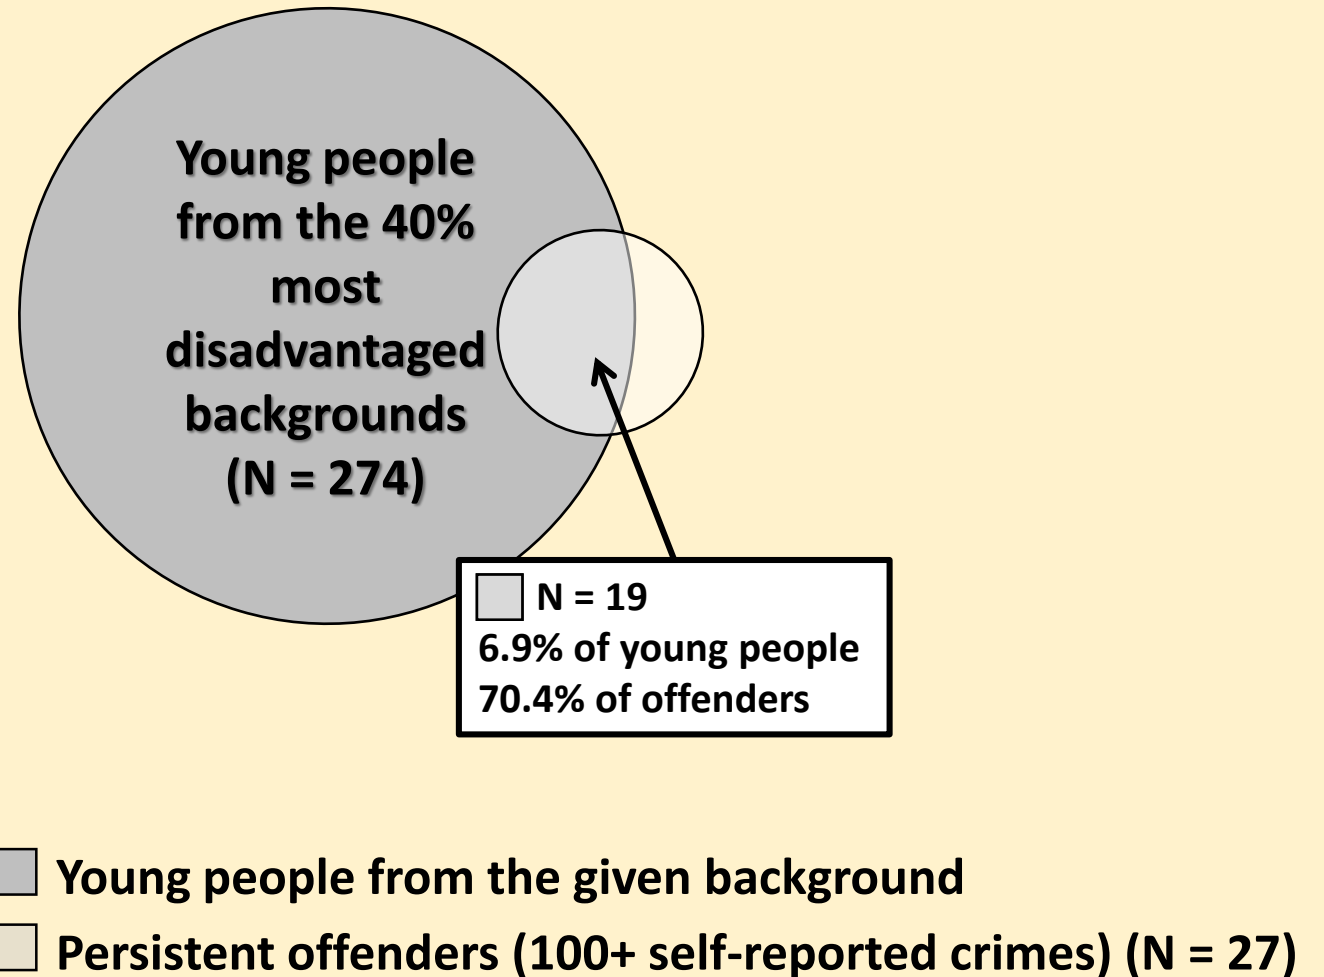 Young people
from the 40%
most
disadvantaged
backgrounds
(N = 274)
N = 19
6.9% of young people
70.4% of offenders
Young people from the given background
Persistent offenders (100+ self-reported crimes) (N = 27)